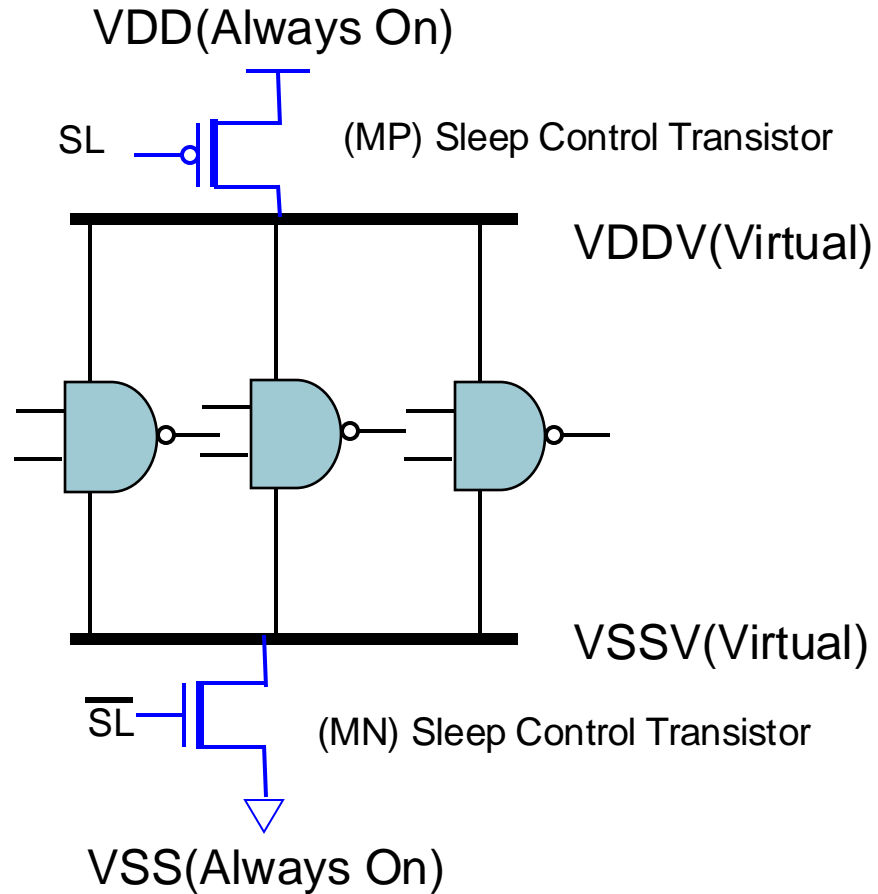 VDD(Always On)
SL
(MP) Sleep Control Transistor
VDDV(Virtual)
VSSV(Virtual)
S̅L̅
(MN) Sleep Control Transistor
VSS(Always On)